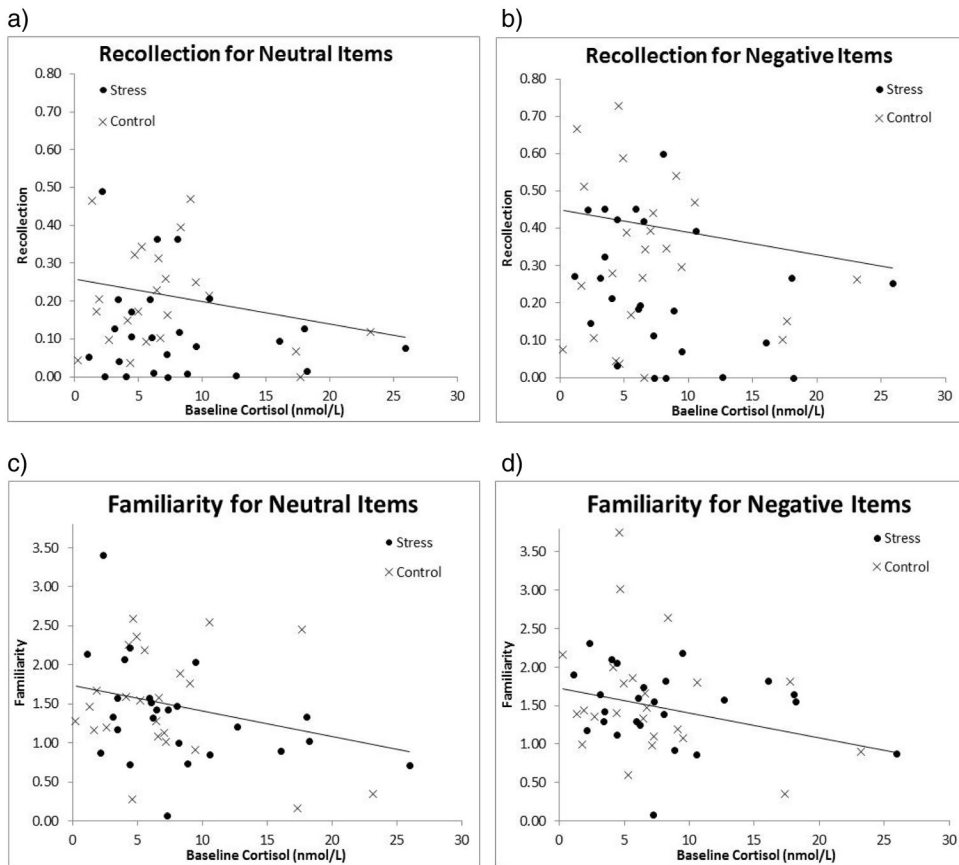 a)
Recollection for Neutral Items
0.80
0.70
0.60
0.50
0.40
0.30
0.20
0.10
0.00
Recollection
Stress
Control
0 5 10 15 20 25 30
Baseline Cortisol (nmol/L)
b)
Recollection for Negative Items
0.80
0.70
0.60
0.50
0.40
0.30
0.20
0.10
0.00
Recollection
Stress
Control
0 5 10 15 20 25 30
Baeline Cortisol (nmol/L)
c)
Familiarity for Neutral Items
3.50
3.00
2.50
2.00
1.50
1.00
0.50
0.00
Familiarity
Stress
Control
0 5 10 15 20 25 30
Baseline Cortisol (nmol/L)
d)
Familiarity for Negative Items
3.50
3.00
2.50
2.00
1.50
1.00
0.50
0.00
Familiarity
Stress
Control
0 5 10 15 20 25 30
Baseline Cortisol (nmol/L)